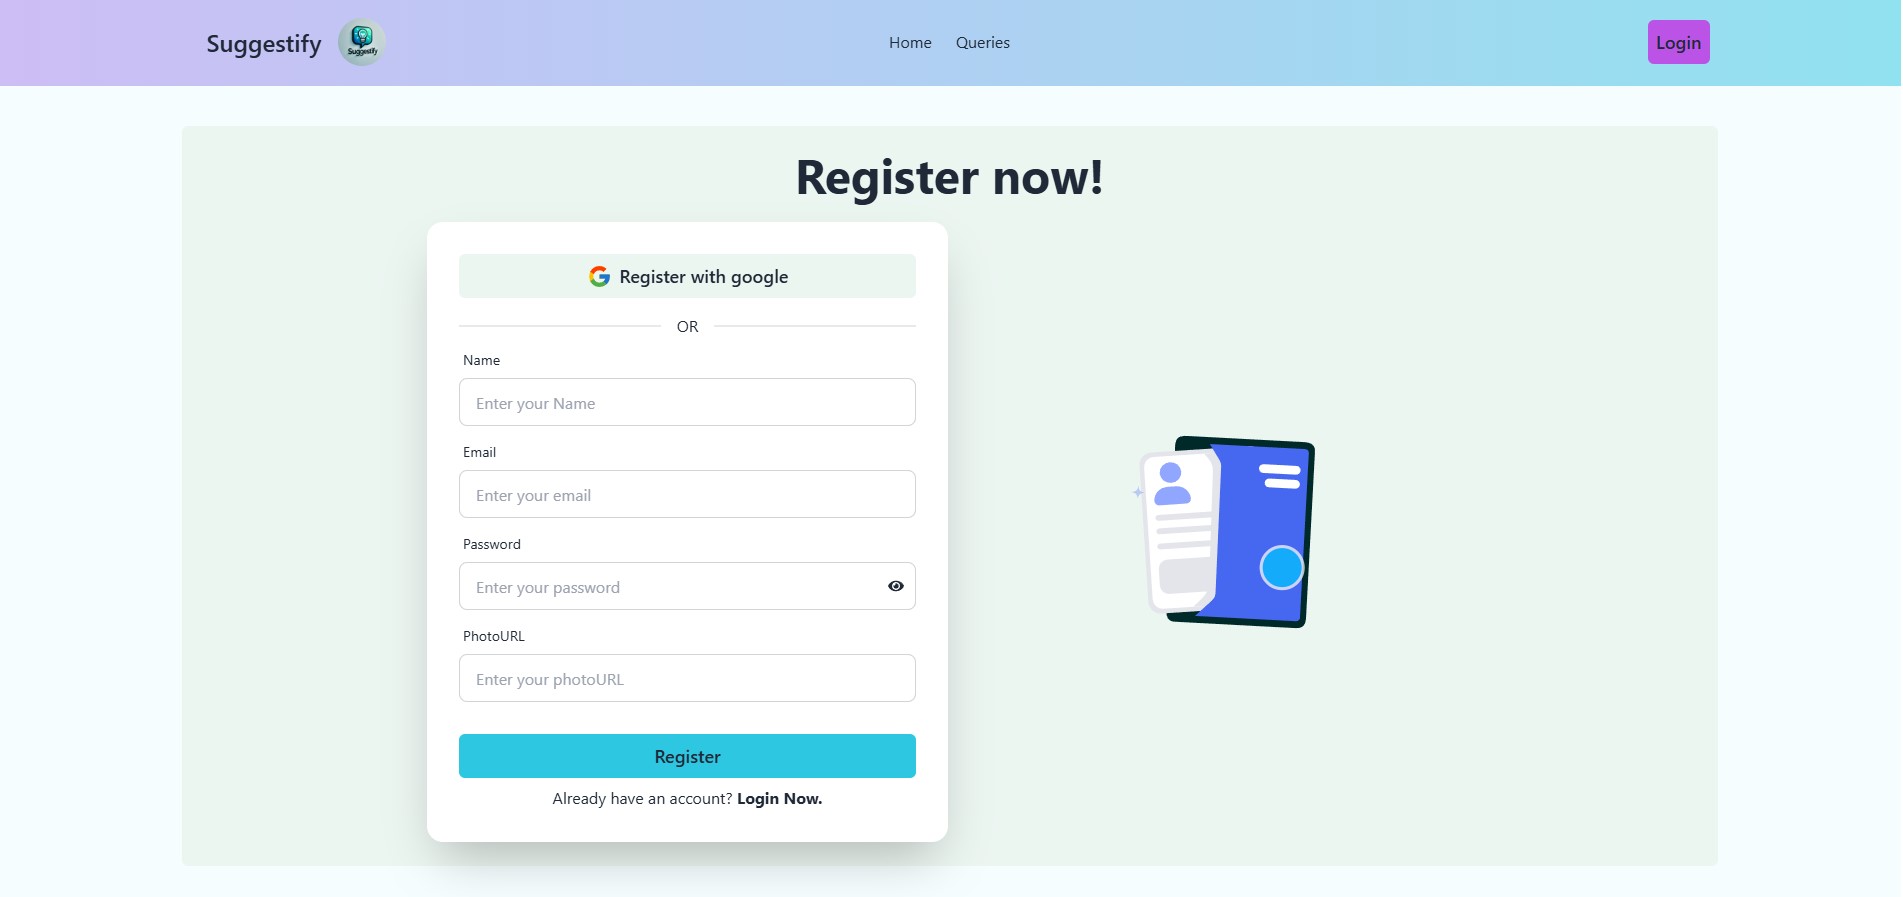 Suggestify
Suggestify
Home
Queries
Login
Register now!
Register with google
OR
Name
Enter your Name
Email
Enter your email
Password
Enter your password
PhotoURL
Enter your photoURL
Register
Already have an account? Login Now.